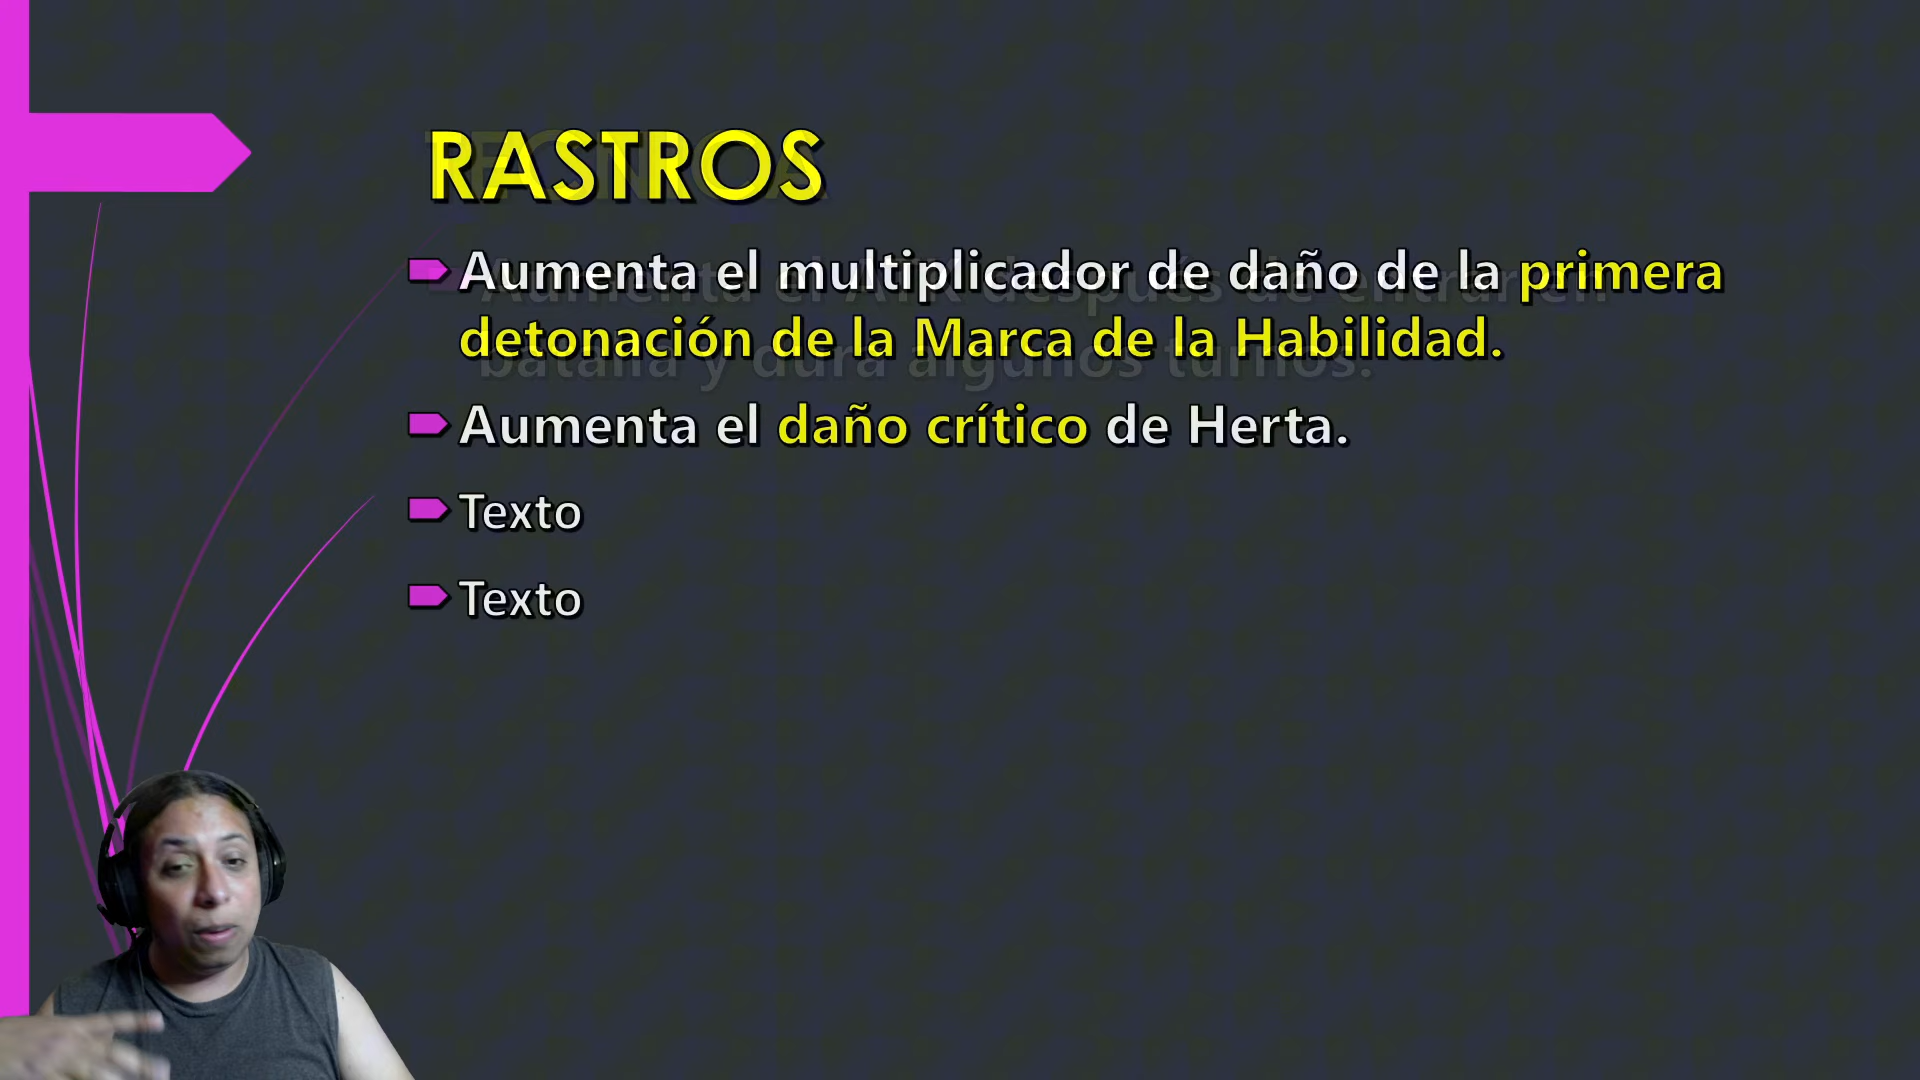 RASTROS
Aumenta el multiplicador de daño de la primera
detonación de la Marca de la Habilidad.
Aumenta el daño crítico de Herta.
Texto
Texto